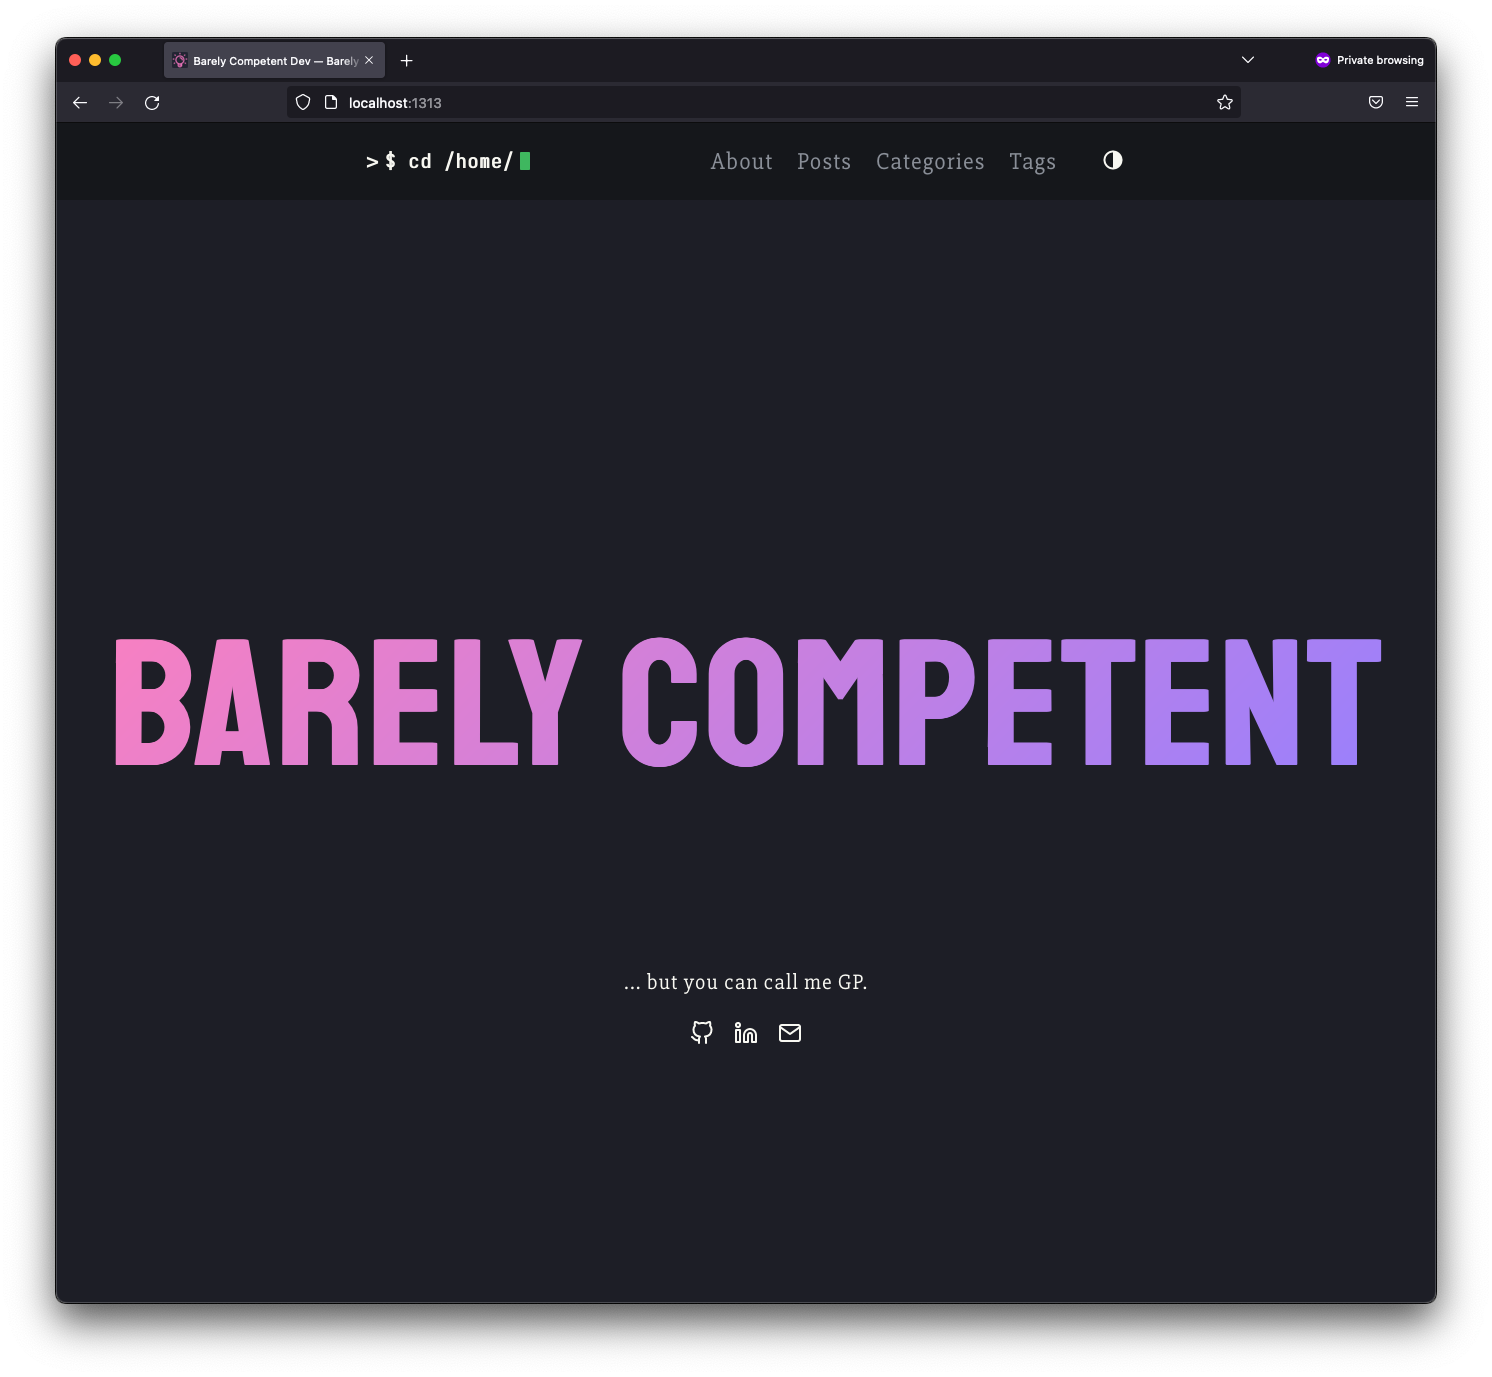 Barely Competent Dev — Barely
Private browsing
localhost:1313
>$ cd /home/
About Posts Categories Tags
BARELY COMPETENT
... but you can call me GP.